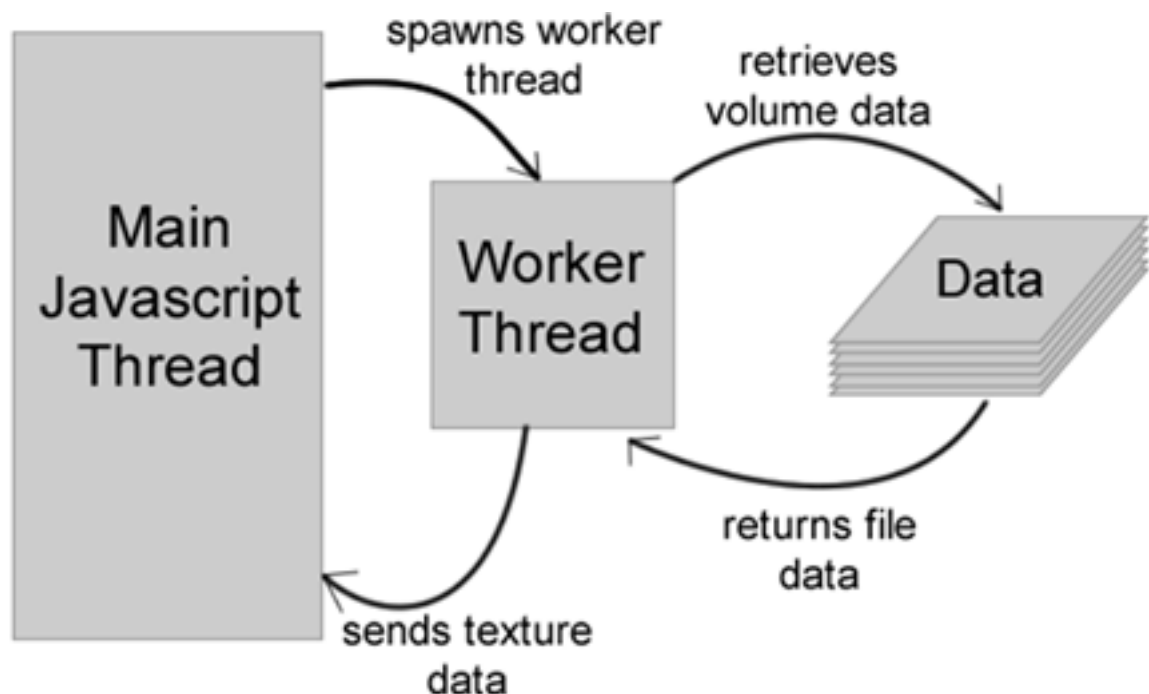 spawns worker
thread
retrieves
volume data
Main
Javascript
Thread
Worker
Thread
Data
returns file
data
sends texture
data